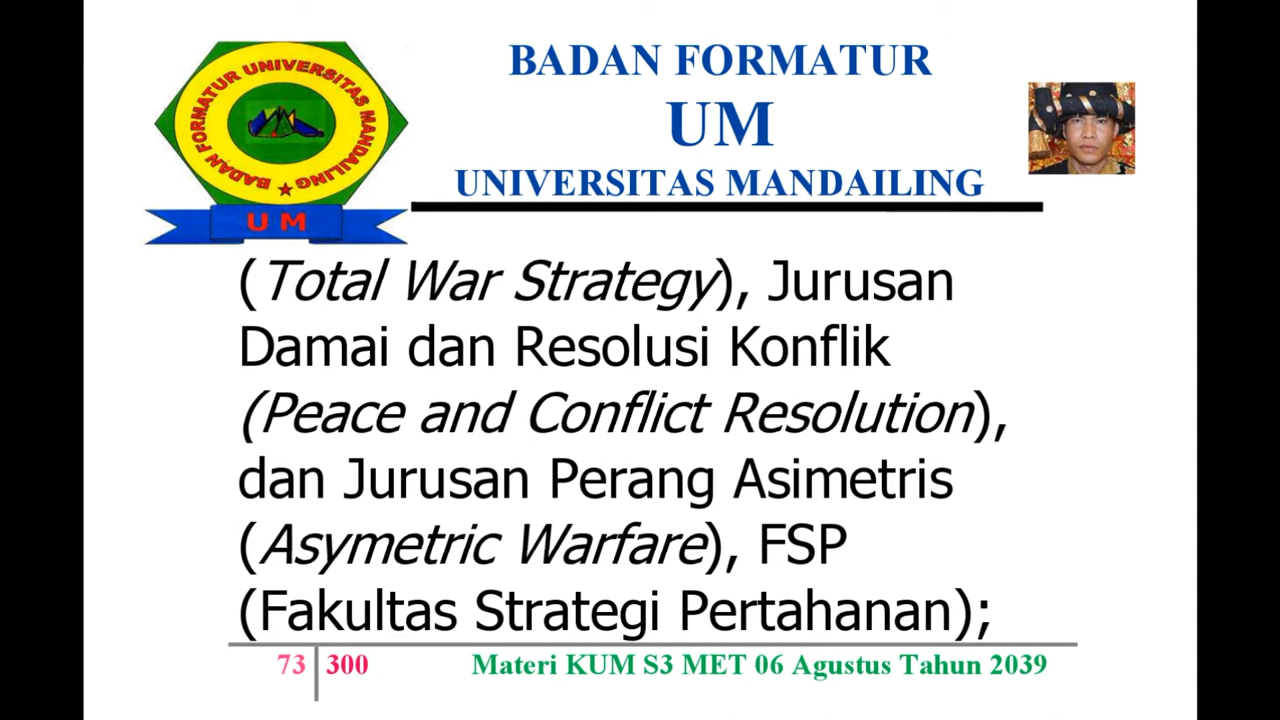 BADAN FORMATUR UNIVERSITAS MANDAILING
UM
BADAN FORMATUR
UM
UNIVERSITAS MANDAILING
(Total War Strategy), Jurusan
Damai dan Resolusi Konflik
(Peace and Conflict Resolution),
dan Jurusan Perang Asimetris
(Asymetric Warfare), FSP
(Fakultas Strategi Pertahanan);
73 300 Materi KUM S3 MET 06 Agustus Tahun 2039